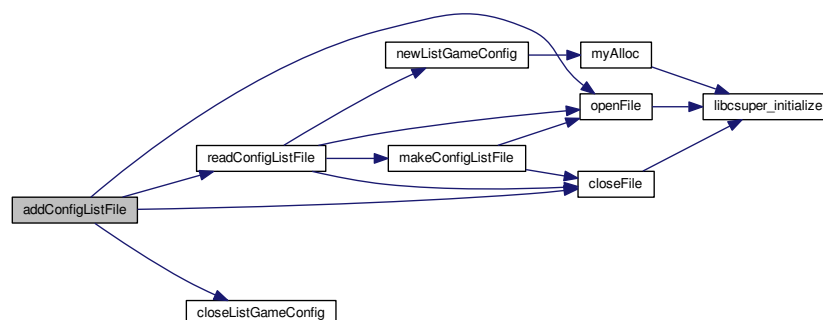 newListGameConfig
myAlloc
openFile
libcsuper_initialize
readConfigListFile
makeConfigListFile
closeFile
addConfigListFile
closeListGameConfig